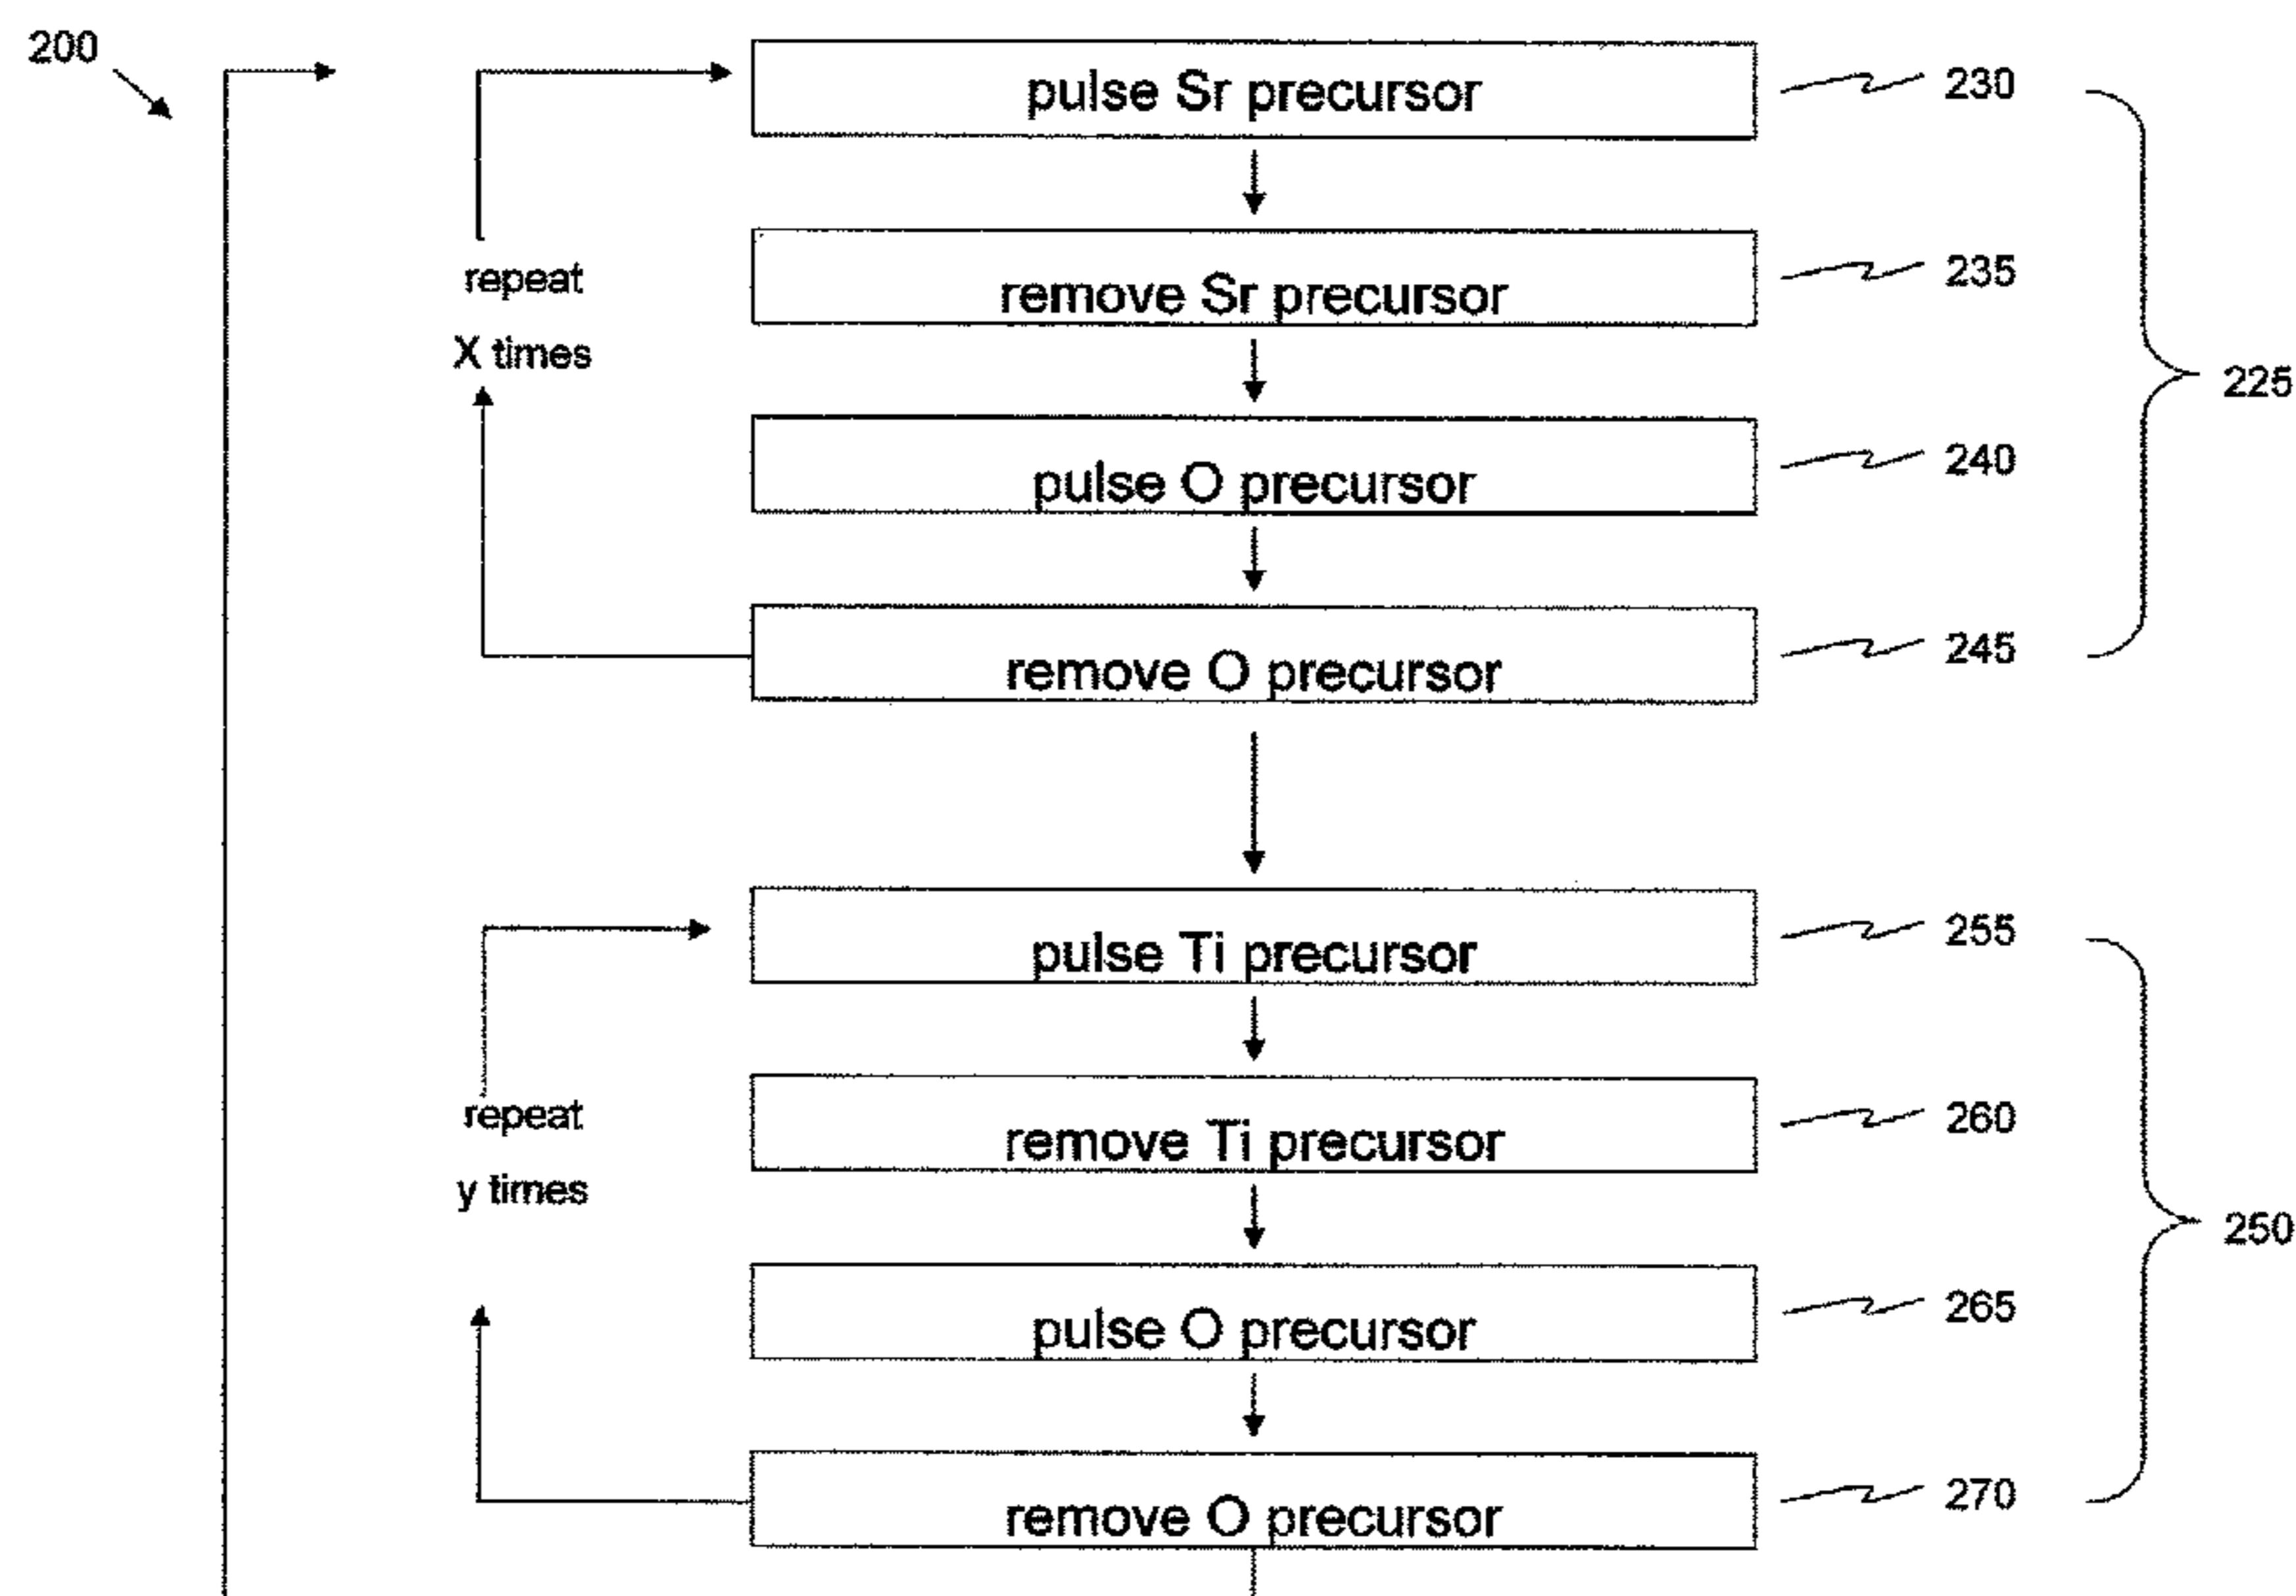 200
pulse Sr precursor
230
remove Sr precursor
235
repeat
X times
225
pulse O precursor
240
remove O precursor
245
pulse Ti precursor
255
remove Ti precursor
260
repeat
y times
250
pulse O precursor
265
remove O precursor
270